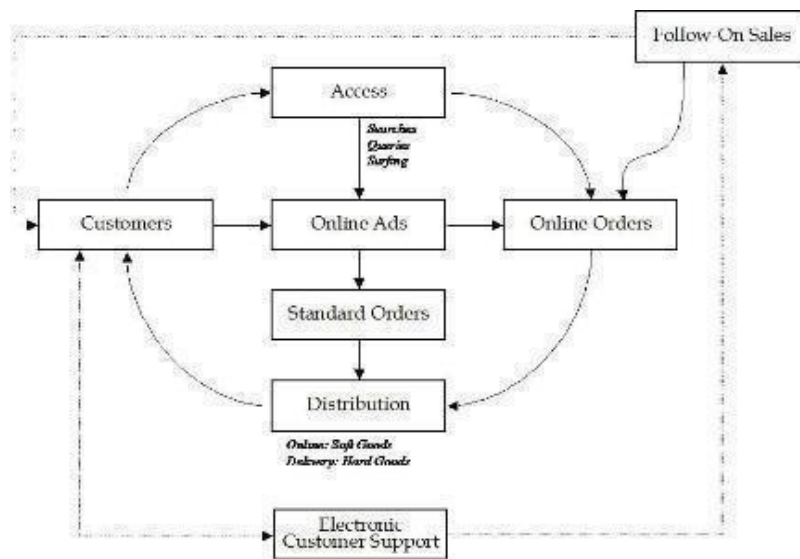 Follow-On Sales
Access
Searches
Queries
Surfing
Customers
Online Ads
Online Orders
Standard Orders
Distribution
Online: Soft Goods
Delivery: Hard Goods
Electronic
Customer Support